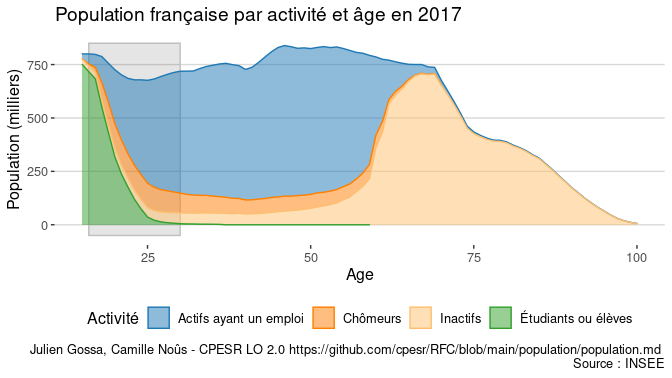 Population française par activité et âge en 2017
Population (milliers)
750
500
250
0
25
50
75
100
Age
Activité
Actifs ayant un emploi
Chômeurs
Inactifs
Étudiants ou élèves
Julien Gossa, Camille Noûs - CPESR LO 2.0 https://github.com/cpesr/RFC/blob/main/population/population.md
Source : INSEE